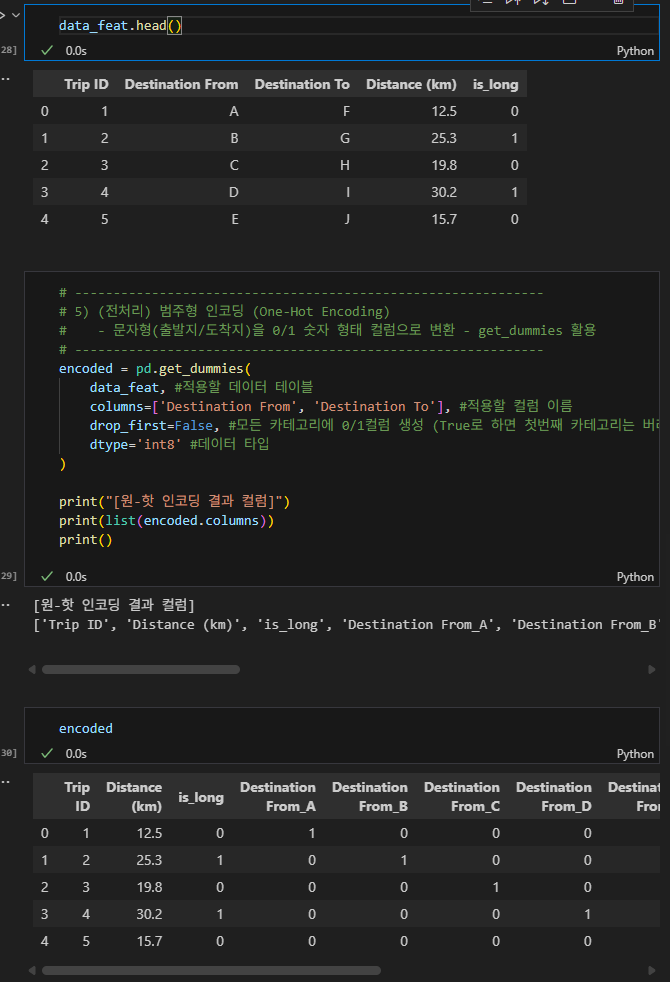 data_feat.head()
28]
0.0s
Python
Trip ID Destination From Destination To Distance (km) is_long
0 1 A F 12.5 0
1 2 B G 25.3 1
2 3 C H 19.8 0
3 4 D I 30.2 1
4 5 E J 15.7 0
# ------------------------------------------------------------
# 5) (전처리) 범주형 인코딩 (One-Hot Encoding)
#    - 문자형(출발지/도착지)을 0/1 숫자 형태 컬럼으로 변환 - get_dummies 활용
# ------------------------------------------------------------
encoded = pd.get_dummies(
    data_feat, #적용할 데이터 테이블
    columns=['Destination From', 'Destination To'], #적용할 컬럼 이름
    drop_first=False, #모든 카테고리에 0/1컬럼 생성 (True로 하면 첫번째 카테고리는
    dtype='int8' #데이터 타입
)
print("[원-핫 인코딩 결과 컬럼]")
print(list(encoded.columns))
print()
29]
0.0s
Python
[원-핫 인코딩 결과 컬럼]
['Trip ID', 'Distance (km)', 'is_long', 'Destination From_A', 'Destination From_B'
encoded
30]
0.0s
Python
Trip Distance is_long Destination Destination Destination Destination
ID (km) From_A From_B From_C From_D
0 1 12.5 0 1 0 0 0
1 2 25.3 1 0 1 0 0
2 3 19.8 0 0 0 1 0
3 4 30.2 1 0 0 0 1
4 5 15.7 0 0 0 0 0